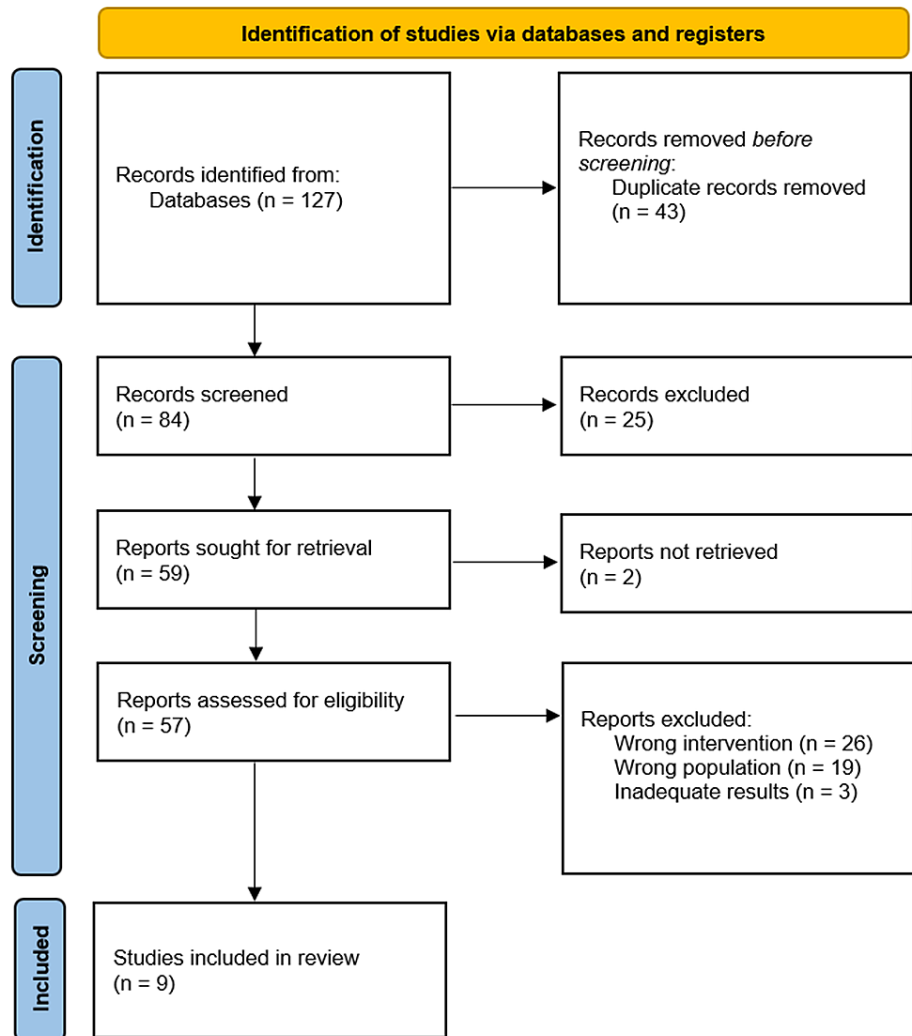 Identification of studies via databases and registers
Identification
Records identified from:
Databases (n = 127)
Records removed before
screening:
Duplicate records removed
(n = 43)
Screening
Records screened
(n = 84)
Records excluded
(n = 25)
Reports sought for retrieval
(n = 59)
Reports not retrieved
(n = 2)
Reports assessed for eligibility
(n = 57)
Reports excluded:
Wrong intervention (n = 26)
Wrong population (n = 19)
Inadequate results (n = 3)
Included
Studies included in review
(n = 9)